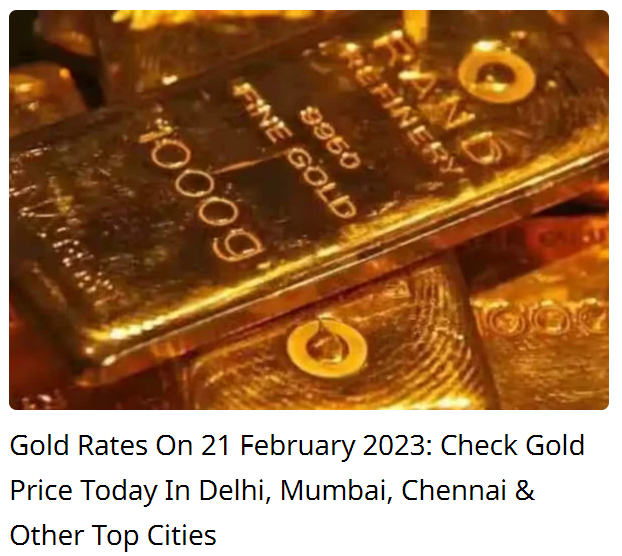 RAND
REFINERY
9950
FINE GOLD
1000g
Gold Rates On 21 February 2023: Check Gold
Price Today In Delhi, Mumbai, Chennai &
Other Top Cities